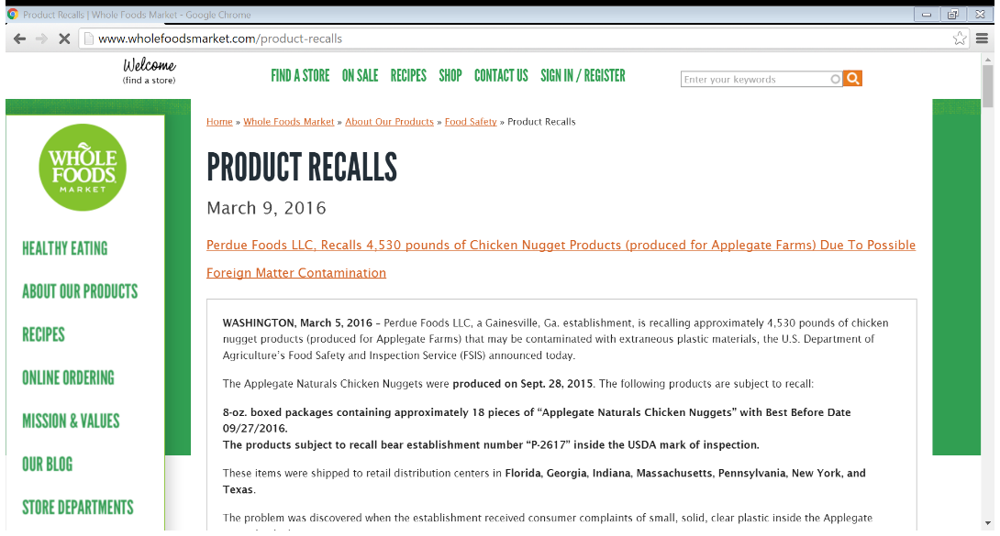 Product Recalls | Whole Foods Market - Google Chrome
www.wholefoodsmarket.com/product-recalls
Welcome
(find a store)
FIND A STORE ON SALE RECIPES SHOP CONTACT US SIGN IN / REGISTER
Enter your keywords
Home » Whole Foods Market » About Our Products » Food Safety » Product Recalls
WHOLE
FOODS
MARKET
PRODUCT RECALLS
March 9, 2016
HEALTHY EATING
ABOUT OUR PRODUCTS
RECIPES
ONLINE ORDERING
MISSION & VALUES
OUR BLOG
STORE DEPARTMENTS
Perdue Foods LLC, Recalls 4,530 pounds of Chicken Nugget Products (produced for Applegate Farms) Due To Possible
Foreign Matter Contamination
WASHINGTON, March 5, 2016 – Perdue Foods LLC, a Gainesville, Ga. establishment, is recalling approximately 4,530 pounds of chicken
nugget products (produced for Applegate Farms) that may be contaminated with extraneous plastic materials, the U.S. Department of
Agriculture's Food Safety and Inspection Service (FSIS) announced today.
The Applegate Naturals Chicken Nuggets were produced on Sept. 28, 2015. The following products are subject to recall:
8-oz. boxed packages containing approximately 18 pieces of “Applegate Naturals Chicken Nuggets” with Best Before Date
09/27/2016.
The products subject to recall bear establishment number “P-2617” inside the USDA mark of inspection.
These items were shipped to retail distribution centers in Florida, Georgia, Indiana, Massachusetts, Pennsylvania, New York, and
Texas.
The problem was discovered when the establishment received consumer complaints of small, solid, clear plastic inside the Applegate